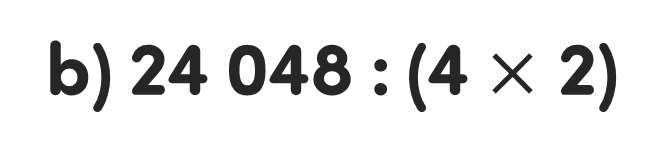 b) 24 048 : (4 × 2)